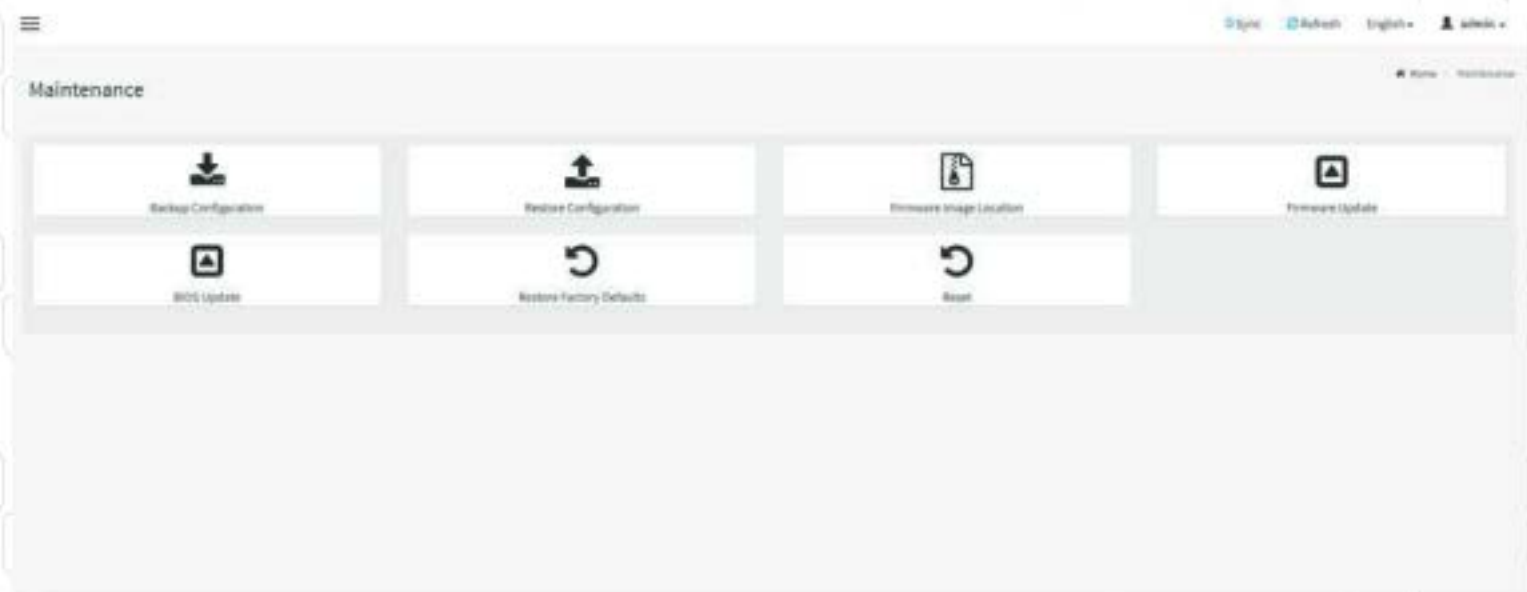 Sync Refresh English admin
Home Maintenance
Maintenance
Backup Configuration Restore Configuration Firmware Image Location Firmware Update
BIOS Update Restore Factory Defaults Reset